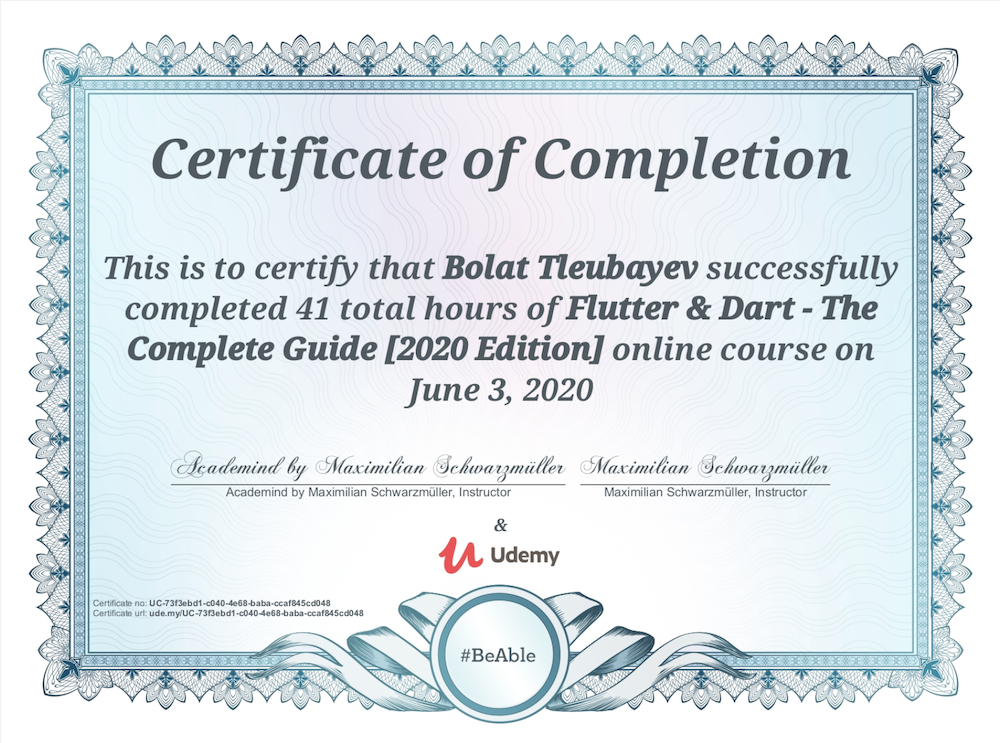 Certificate of Completion
This is to certify that Bolat Tleubayev successfully
completed 41 total hours of Flutter & Dart - The
Complete Guide [2020 Edition] online course on
June 3, 2020
Academind by Maximilian Schwarzmüller
Maximilian Schwarzmüller
Academind by Maximilian Schwarzmüller, Instructor
Maximilian Schwarzmüller, Instructor
&
Udemy
Certificate no: UC-73f3ebd1-c040-4e68-baba-ccaf845cd048
Certificate url: ude.my/UC-73f3ebd1-c040-4e68-baba-ccaf845cd048
#BeAble